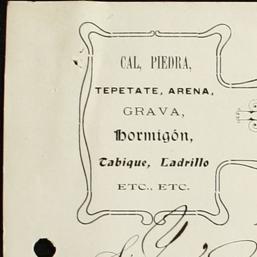 CAL, PIEDRA,
TEPETATE, ARENA,
GRAVA,
Hormigón,
Tabique, Ladrillo
ETC., ETC.